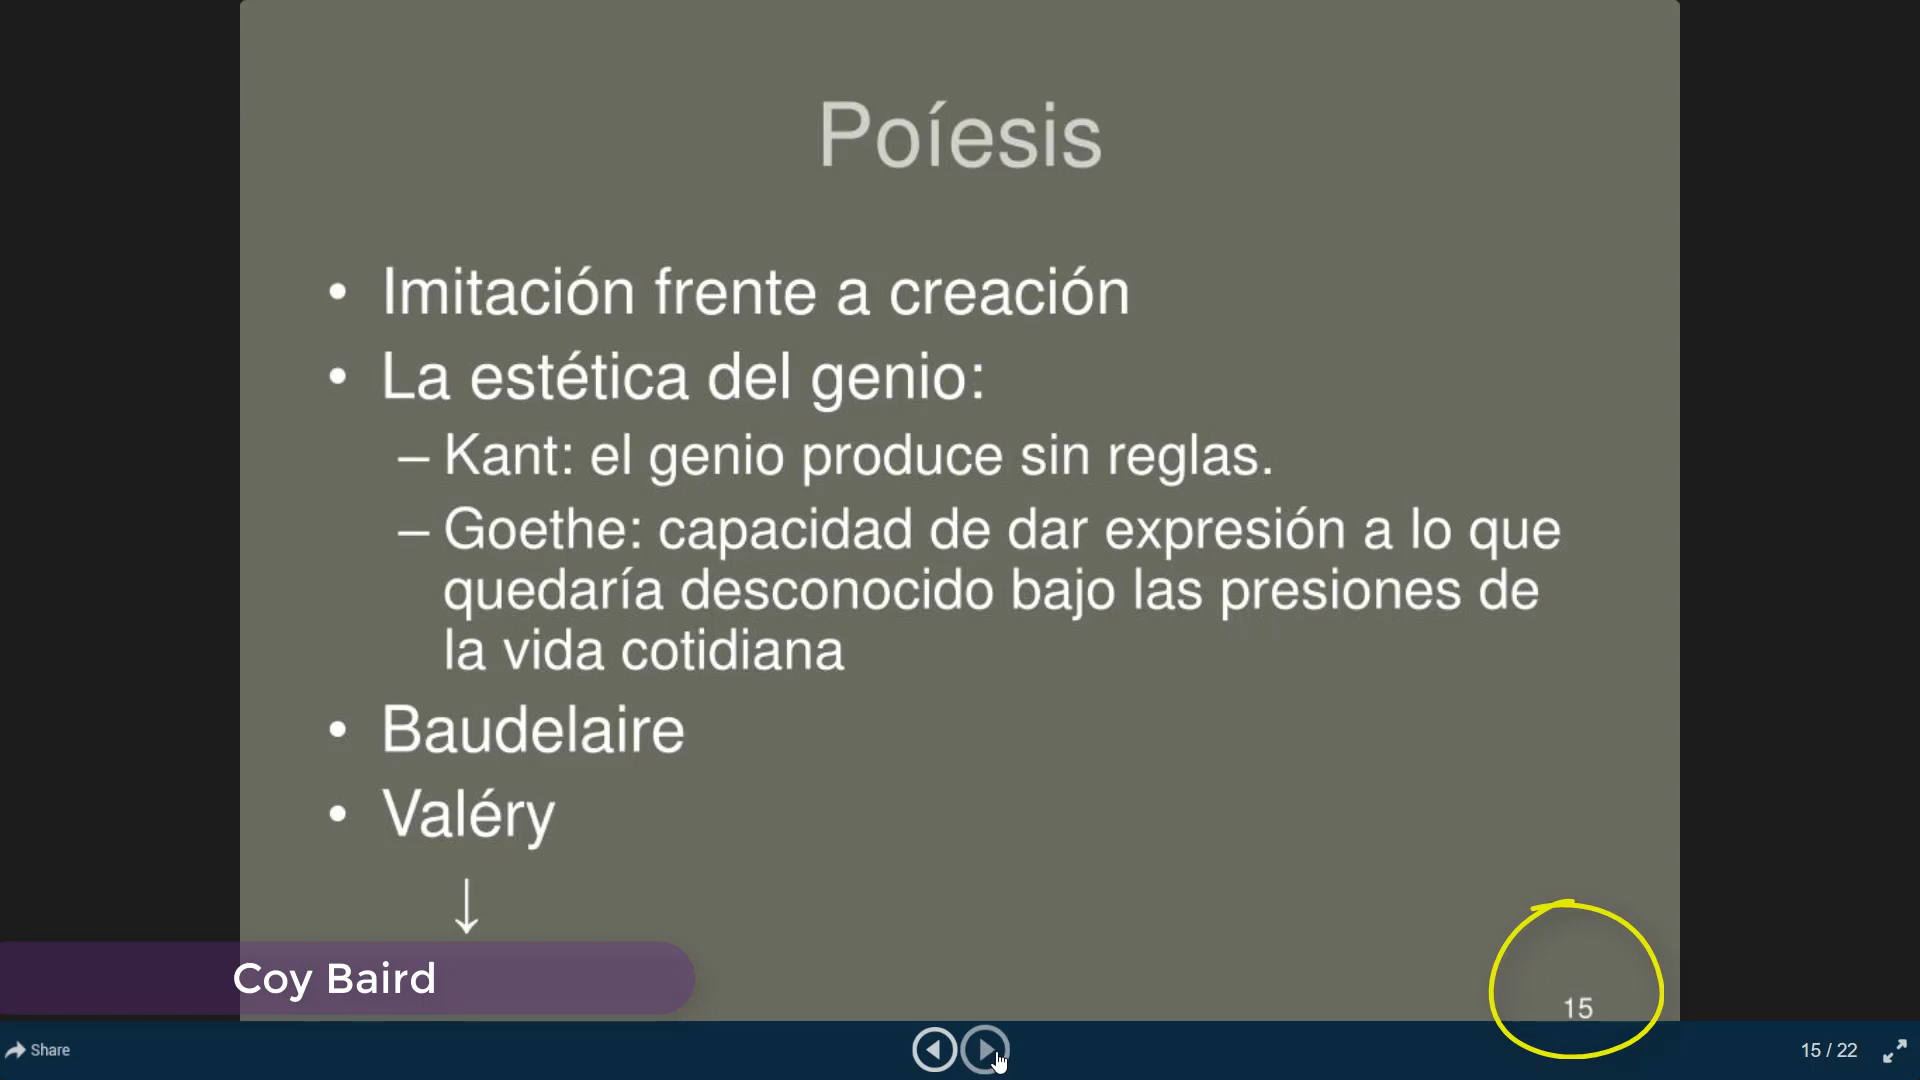 Poíesis
• Imitación frente a creación
• La estética del genio:
– Kant: el genio produce sin reglas.
– Goethe: capacidad de dar expresión a lo que
quedaría desconocido bajo las presiones de
la vida cotidiana
• Baudelaire
• Valéry
↓
Coy Baird
15
Share
15 / 22